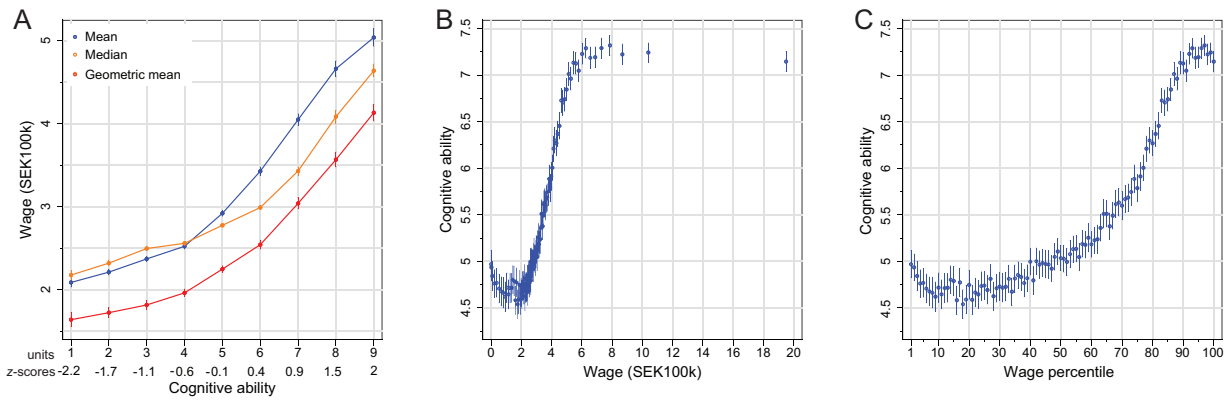 A
Mean
Median
Geometric mean
Wage (SEK100k)
5
4
3
2
units
1 2 3 4 5 6 7 8 9
z-scores
-2.2 -1.7 -1.1 -0.6 -0.1 0.4 0.9 1.5 2
Cognitive ability
B
Cognitive ability
7.5
7
6.5
6
5.5
5
4.5
0 2 4 6 8 10 12 14 16 18 20
Wage (SEK100k)
C
Cognitive ability
7.5
7
6.5
6
5.5
5
4.5
1 10 20 30 40 50 60 70 80 90 100
Wage percentile